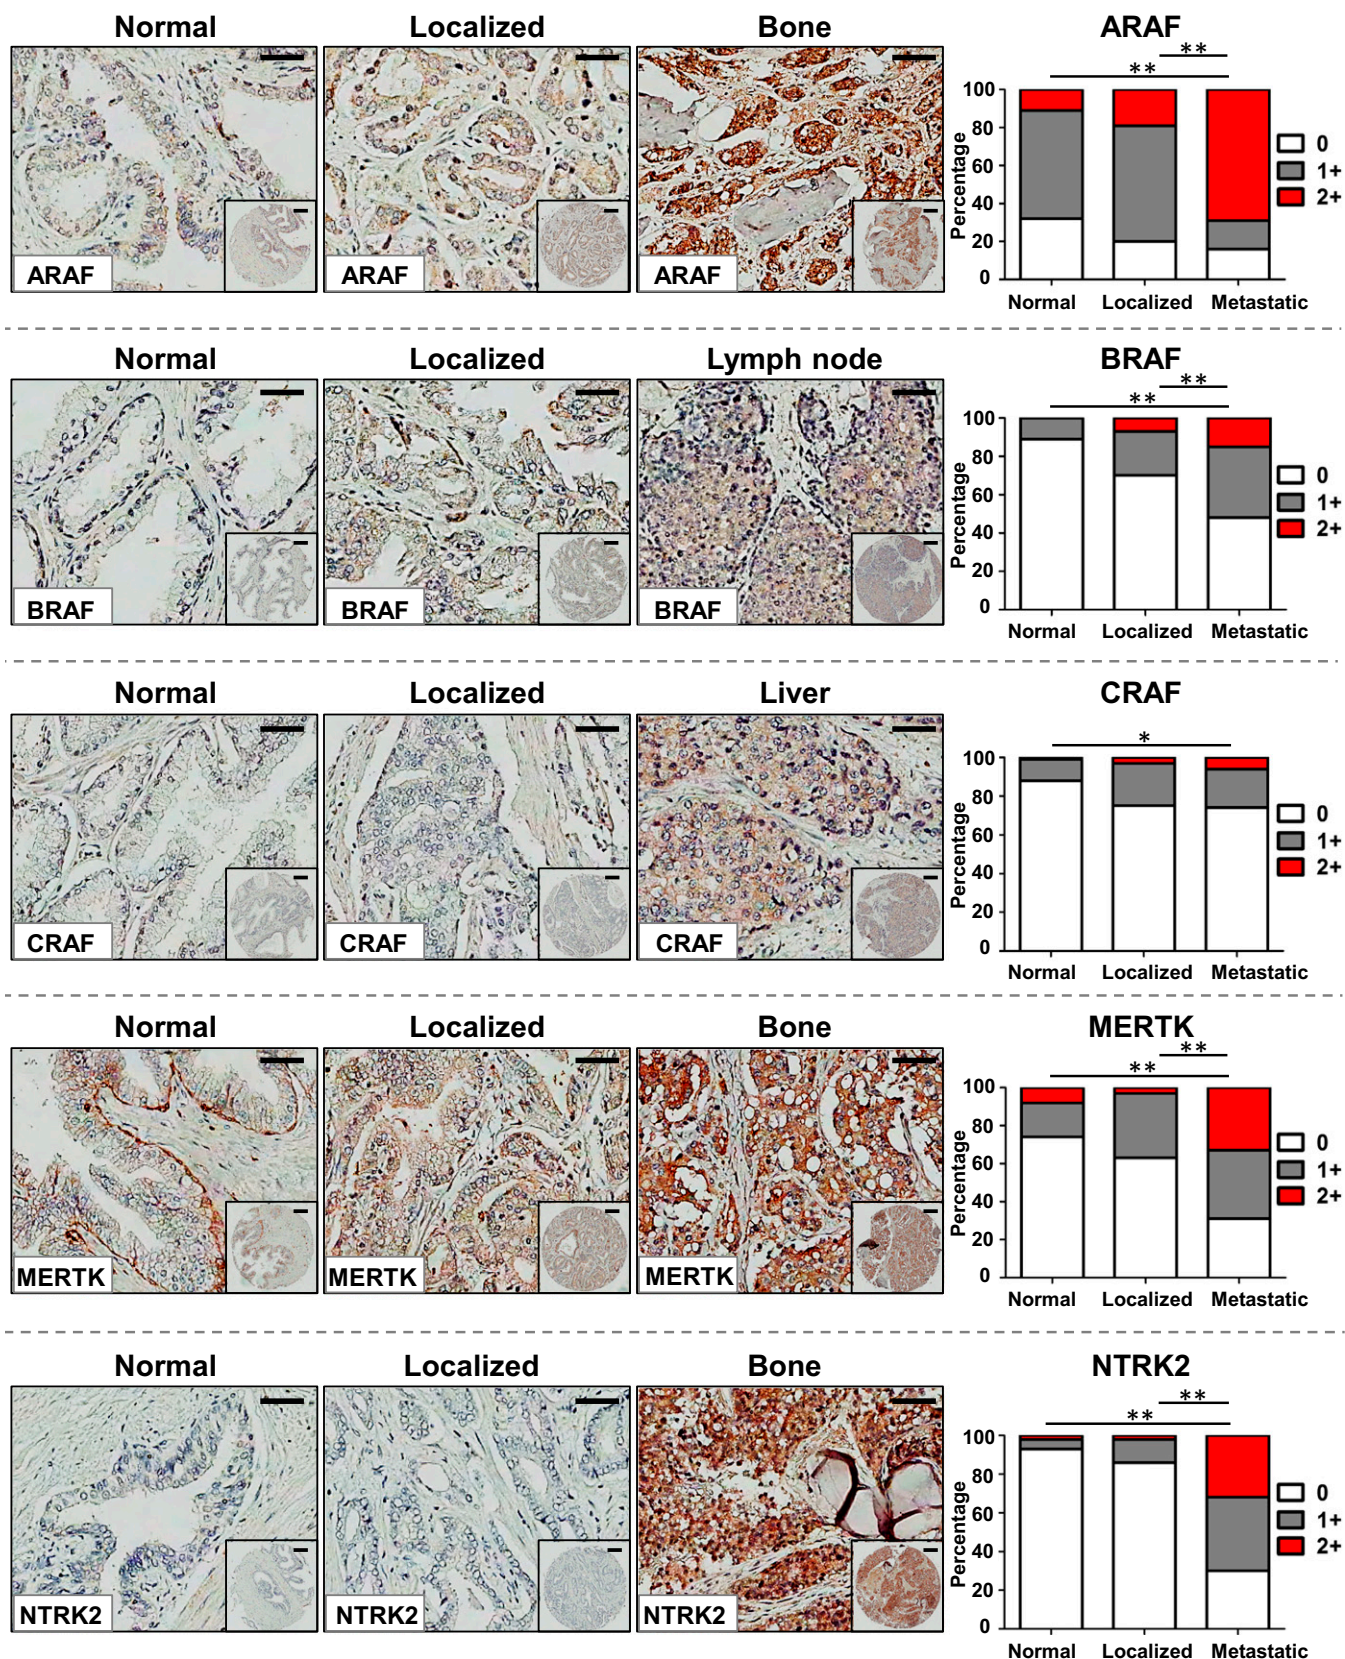 Normal Localized Bone ARAF
** 
**
100
80
60
40
20
0
Percentage
0
1+
2+
ARAF ARAF ARAF
Normal Localized Metastatic
Normal Localized Lymph node BRAF
**
**
100
80
60
40
20
0
Percentage
0
1+
2+
BRAF BRAF BRAF
Normal Localized Metastatic
Normal Localized Liver CRAF
*
100
80
60
40
20
0
Percentage
0
1+
2+
CRAF CRAF CRAF
Normal Localized Metastatic
Normal Localized Bone MERTK
**
**
100
80
60
40
20
0
Percentage
0
1+
2+
MERTK MERTK MERTK
Normal Localized Metastatic
Normal Localized Bone NTRK2
**
**
100
80
60
40
20
0
Percentage
0
1+
2+
NTRK2 NTRK2 NTRK2
Normal Localized Metastatic